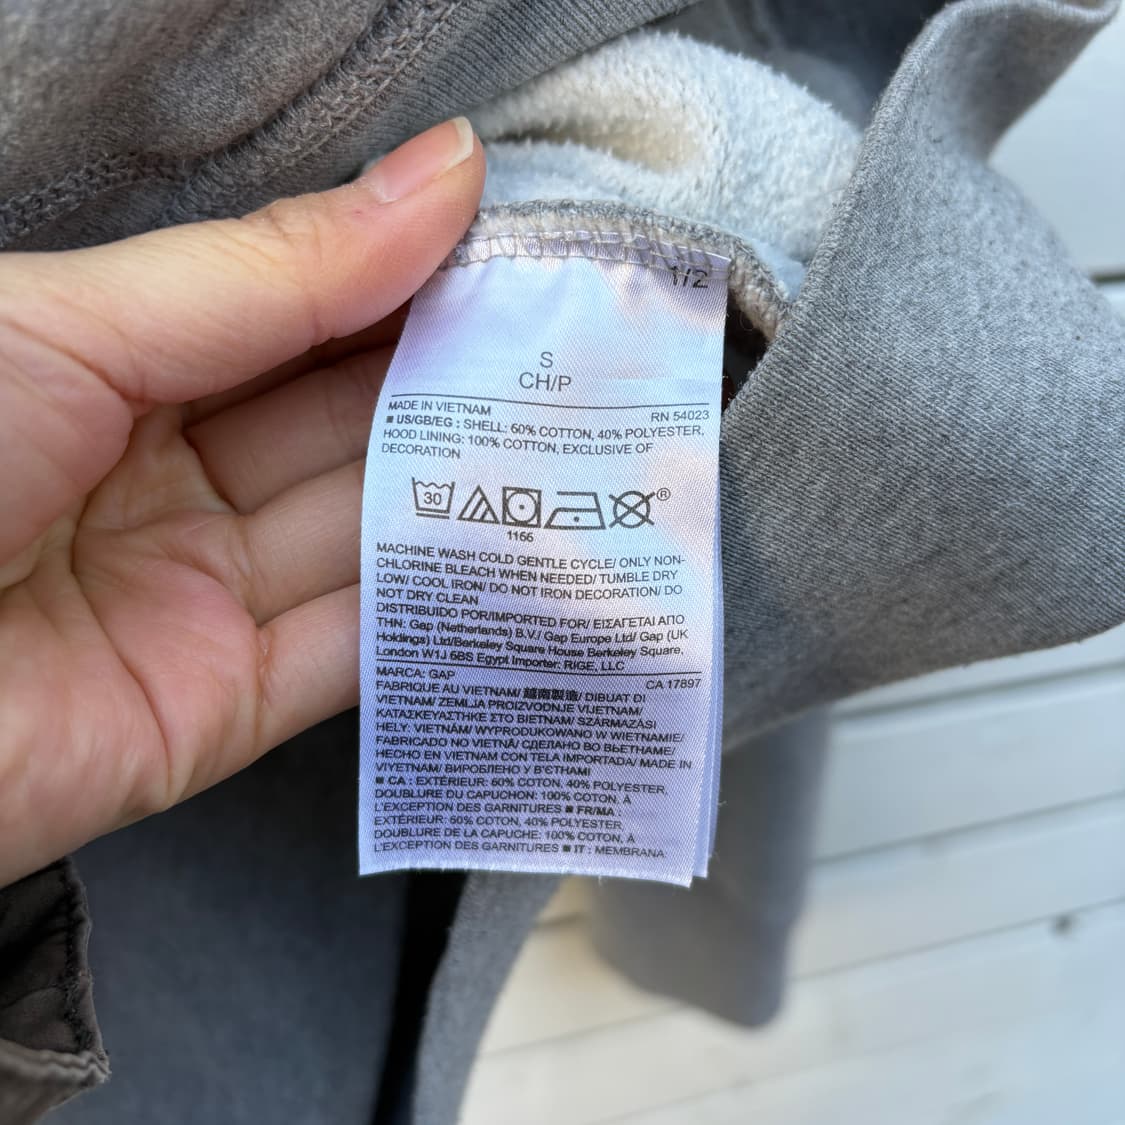 1/2
S
CH/P
MADE IN VIETNAM RN 54023
■ US/GB/EG : SHELL: 60% COTTON, 40% POLYESTER,
HOOD LINING: 100% COTTON, EXCLUSIVE OF
DECORATION
30
®
1166
MACHINE WASH COLD GENTLE CYCLE/ ONLY NON-
CHLORINE BLEACH WHEN NEEDED/ TUMBLE DRY
LOW/ COOL IRON/ DO NOT IRON DECORATION/ DO
NOT DRY CLEAN
DISTRIBUIDO POR/IMPORTED FOR/ ΕΙΣΑΓΕΤΑΙ ΑΠΟ
ΤΗΝ: Gap (Netherlands) B.V./ Gap Europe Ltd/ Gap (UK
Holdings) Ltd/Berkeley Square House Berkeley Square,
London W1J 6BS Egypt Importer: RIGE, LLC
MARCA: GAP CA 17897
FABRIQUÉ AU VIETNAM/ 越南製造/ DIBUAT DI
VIETNAM/ ZEMLJA PROIZVODNJE VIJETNAM/
ΚΑΤΑΣΚΕΥΑΣΤΗΚΕ ΣΤΟ ΒΙΕΤΝΑΜ/ SZÁRMAZÁSI
HELY: VIETNÁM/ WYPRODUKOWANO W WIETNAMIE/
FABRICADO NO VIETNÃ/ СДЕЛАНО ВО ВЬЕТНАМЕ/
HECHO EN VIETNAM CON TELA IMPORTADA/ MADE IN
VIYETNAM/ ВИРОБЛЕНО У В'ЄТНАМІ
■ CA : EXTÉRIEUR: 60% COTON, 40% POLYESTER,
DOUBLURE DU CAPUCHON: 100% COTON, À
L'EXCEPTION DES GARNITURES ■ FR/MA :
EXTÉRIEUR: 60% COTON, 40% POLYESTER,
DOUBLURE DE LA CAPUCHE: 100% COTON, À
L'EXCEPTION DES GARNITURES ■ IT : MEMBRANA